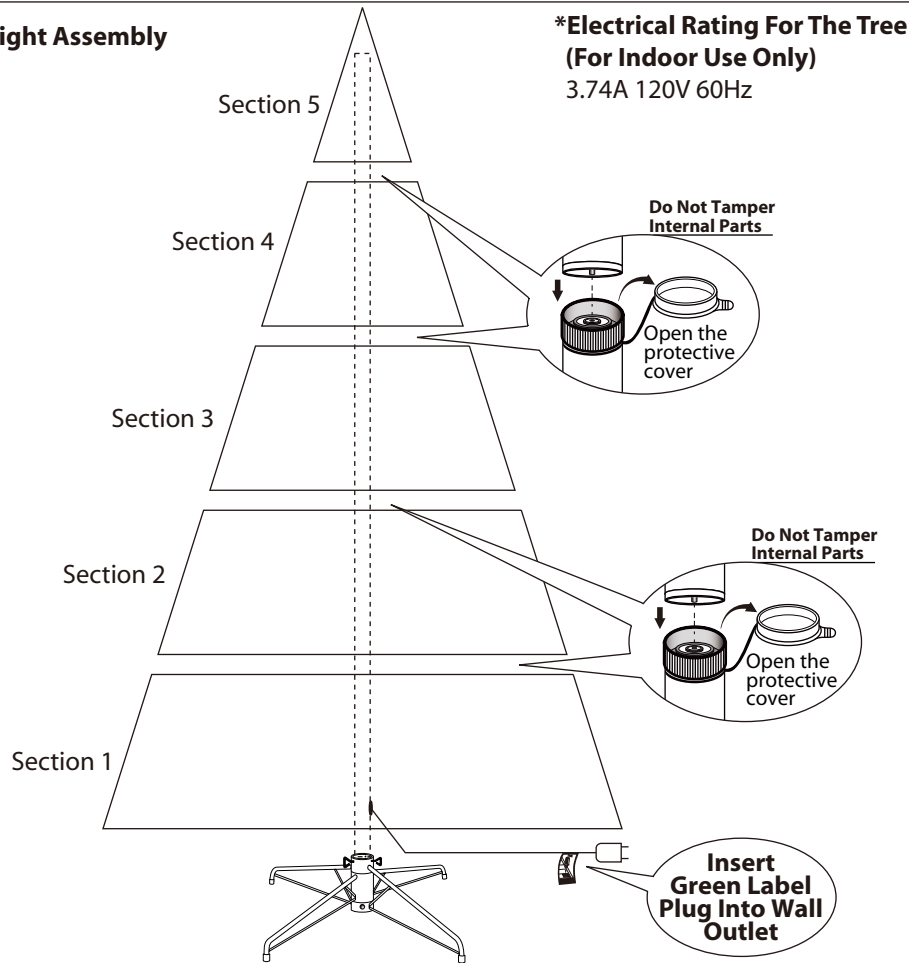 ight Assembly
*Electrical Rating For The Tree
(For Indoor Use Only)
3.74A 120V 60Hz
Section 5
Do Not Tamper
Internal Parts
Section 4
Open the
protective
cover
Section 3
Do Not Tamper
Internal Parts
Section 2
Open the
protective
cover
Section 1
Insert
Green Label
Plug Into Wall
Outlet